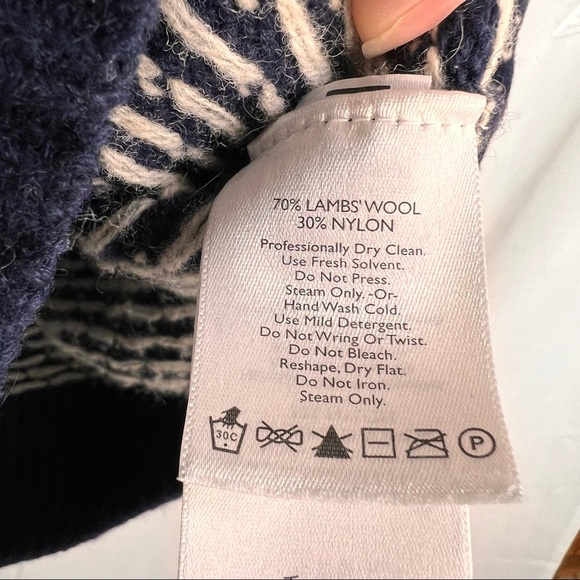 70% LAMBS' WOOL
30% NYLON
Professionally Dry Clean.
Use Fresh Solvent.
Do Not Press.
Steam Only. -Or-
Hand Wash Cold.
Use Mild Detergent.
Do Not Wring Or Twist.
Do Not Bleach.
Reshape, Dry Flat.
Do Not Iron.
Steam Only.
30C P